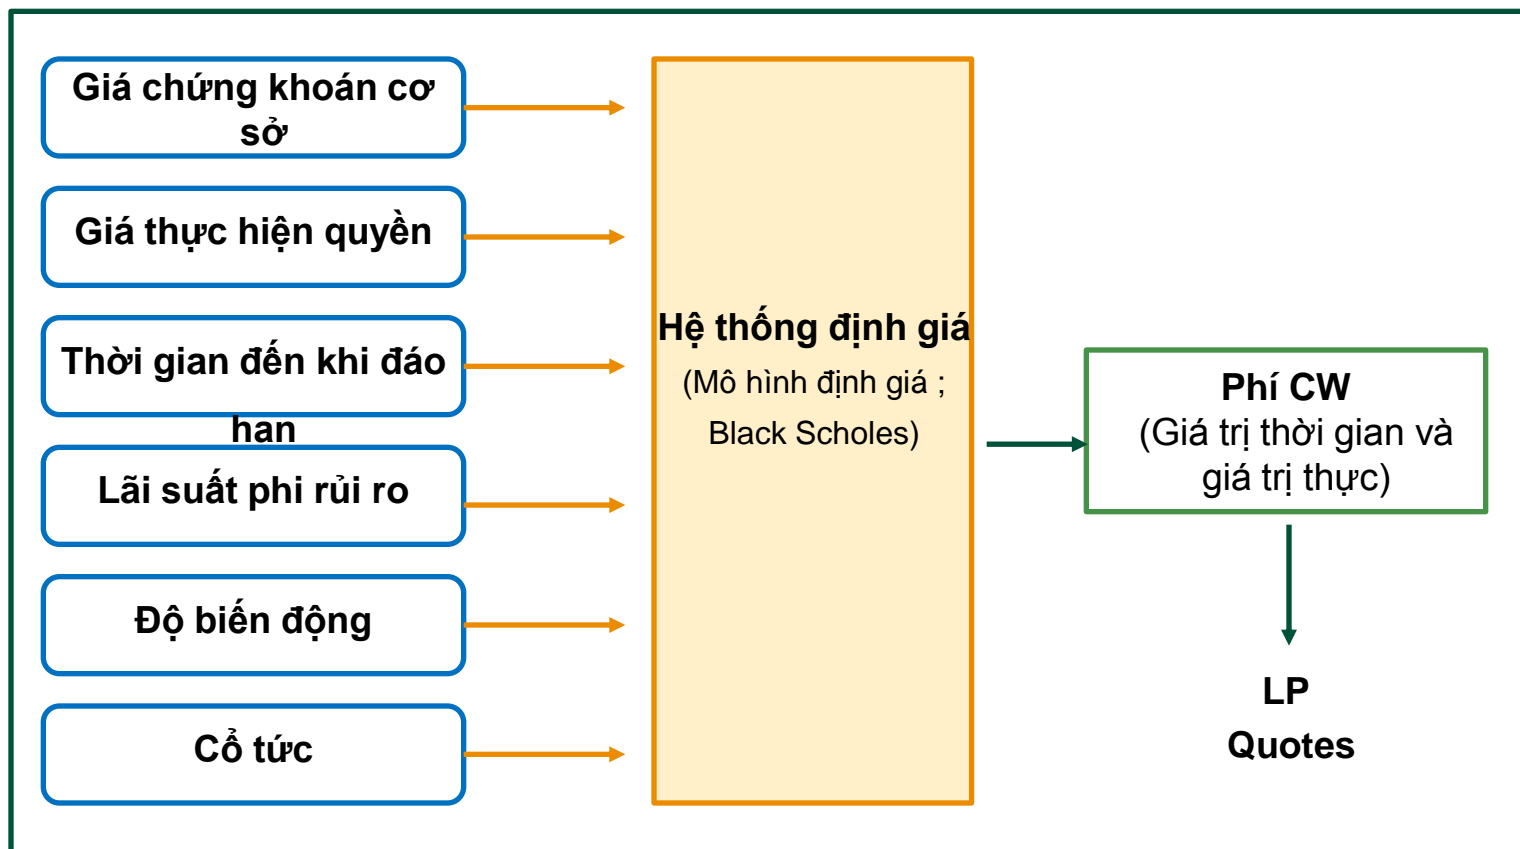 Giá chứng khoán cơ
sở
Giá thực hiện quyền
Thời gian đến khi đáo
han
Lãi suất phi rủi ro
Độ biến động
Cổ tức
Hệ thống định giá
(Mô hình định giá ;
Black Scholes)
Phí CW
(Giá trị thời gian và
giá trị thực)
LP
Quotes